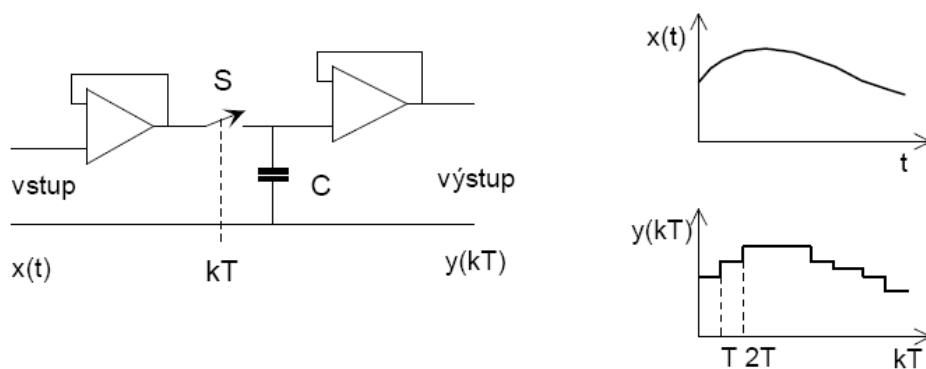 S
vstup
C
výstup
x(t)
kT
y(kT)
x(t)
t
y(kT)
T 2T
kT